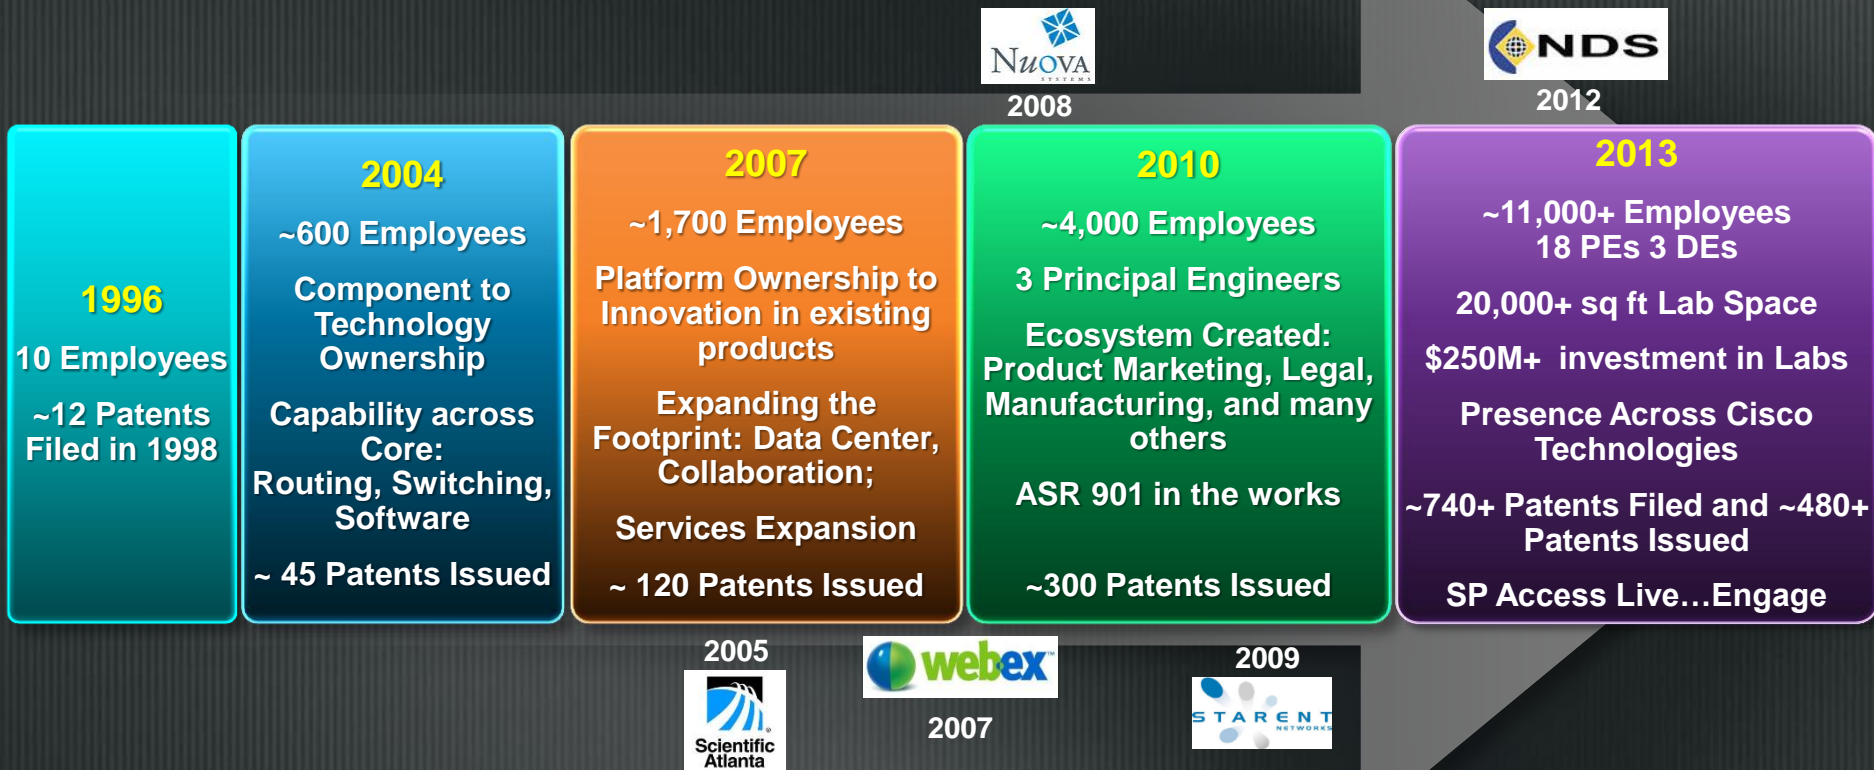 NUOVA
SYSTEMS
2008
NDS
2012
1996
10 Employees
~12 Patents
Filed in 1998
2004
~600 Employees
Component to
Technology
Ownership
Capability across
Core:
Routing, Switching,
Software
~ 45 Patents Issued
2007
~1,700 Employees
Platform Ownership to
Innovation in existing
products
Expanding the
Footprint: Data Center,
Collaboration;
Services Expansion
~ 120 Patents Issued
2010
~4,000 Employees
3 Principal Engineers
Ecosystem Created:
Product Marketing, Legal,
Manufacturing, and many
others
ASR 901 in the works
~300 Patents Issued
2013
~11,000+ Employees
18 PEs 3 DEs
20,000+ sq ft Lab Space
$250M+ investment in Labs
Presence Across Cisco
Technologies
~740+ Patents Filed and ~480+
Patents Issued
SP Access Live…Engage
2005
Scientific
Atlanta
webex™
2007
2009
STARENT
NETWORKS